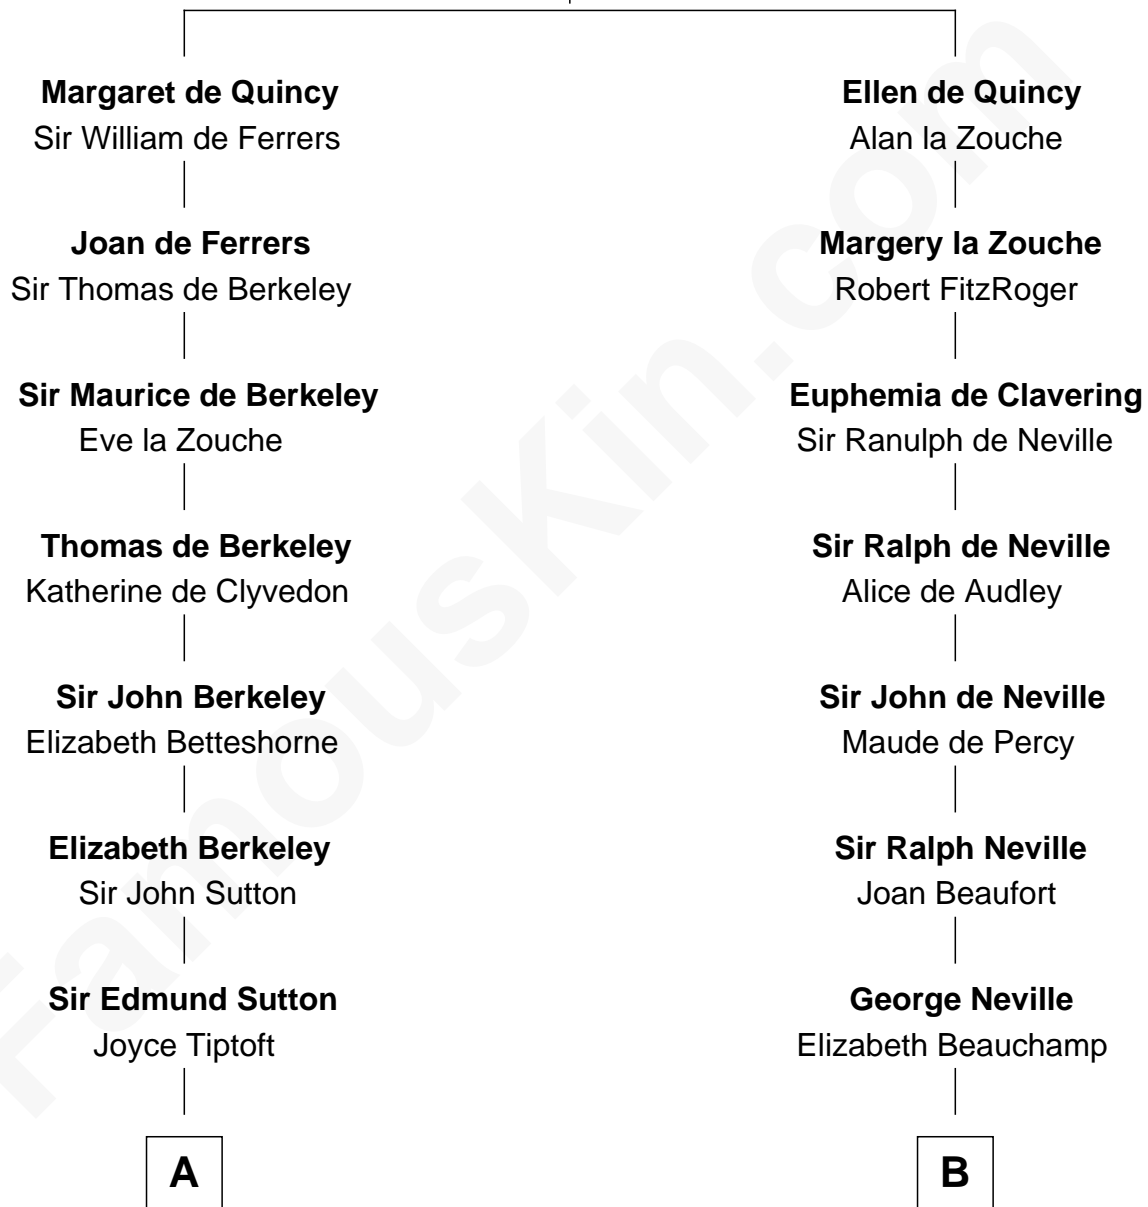 Margaret de Quincy
Sir William de Ferrers
Joan de Ferrers
Sir Thomas de Berkeley
Sir Maurice de Berkeley
Eve la Zouche
Thomas de Berkeley
Katherine de Clyvedon
Sir John Berkeley
Elizabeth Betteshorne
Elizabeth Berkeley
Sir John Sutton
Sir Edmund Sutton
Joyce Tiptoft
A
Ellen de Quincy
Alan la Zouche
Margery la Zouche
Robert FitzRoger
Euphemia de Clavering
Sir Ranulph de Neville
Sir Ralph de Neville
Alice de Audley
Sir John de Neville
Maude de Percy
Sir Ralph Neville
Joan Beaufort
George Neville
Elizabeth Beauchamp
B
FamousKin.com